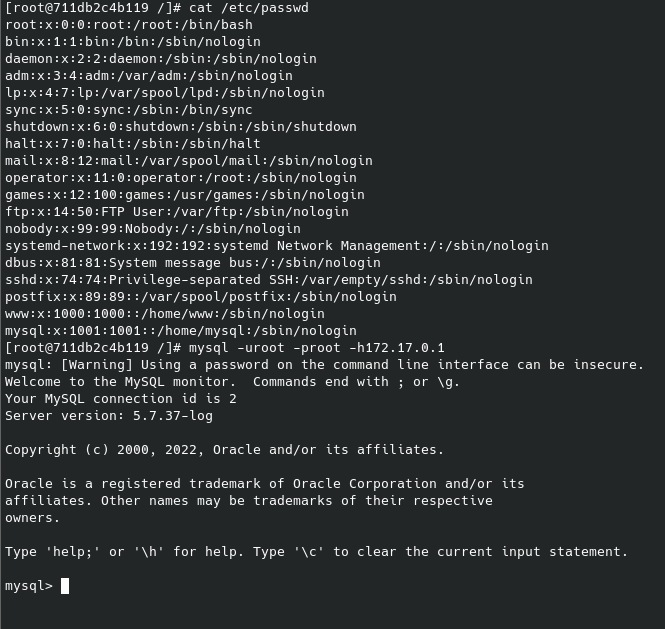 [root@711db2c4b119 /]# cat /etc/passwd
root:x:0:0:root:/root:/bin/bash
bin:x:1:1:bin:/bin:/sbin/nologin
daemon:x:2:2:daemon:/sbin:/sbin/nologin
adm:x:3:4:adm:/var/adm:/sbin/nologin
lp:x:4:7:lp:/var/spool/lpd:/sbin/nologin
sync:x:5:0:sync:/sbin:/bin/sync
shutdown:x:6:0:shutdown:/sbin:/sbin/shutdown
halt:x:7:0:halt:/sbin:/sbin/halt
mail:x:8:12:mail:/var/spool/mail:/sbin/nologin
operator:x:11:0:operator:/root:/sbin/nologin
games:x:12:100:games:/usr/games:/sbin/nologin
ftp:x:14:50:FTP User:/var/ftp:/sbin/nologin
nobody:x:99:99:Nobody:/:/sbin/nologin
systemd-network:x:192:192:systemd Network Management:/:/sbin/nologin
dbus:x:81:81:System message bus:/:/sbin/nologin
sshd:x:74:74:Privilege-separated SSH:/var/empty/sshd:/sbin/nologin
postfix:x:89:89::/var/spool/postfix:/sbin/nologin
www:x:1000:1000::/home/www:/sbin/nologin
mysql:x:1001:1001::/home/mysql:/sbin/nologin
[root@711db2c4b119 /]# mysql -uroot -proot -h172.17.0.1
mysql: [Warning] Using a password on the command line interface can be insecure.
Welcome to the MySQL monitor.  Commands end with ; or \g.
Your MySQL connection id is 2
Server version: 5.7.37-log
Copyright (c) 2000, 2022, Oracle and/or its affiliates.
Oracle is a registered trademark of Oracle Corporation and/or its
affiliates. Other names may be trademarks of their respective
owners.
Type 'help;' or '\h' for help. Type '\c' to clear the current input statement.
mysql>